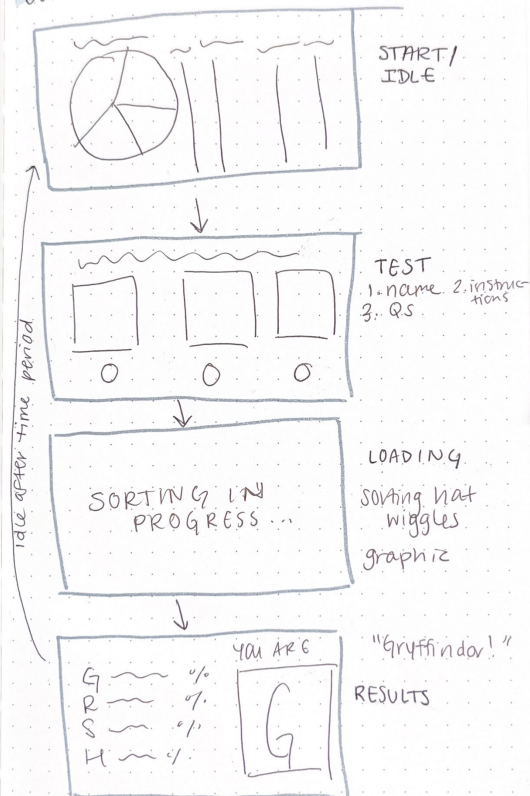 START/
IDLE
TEST
1. name 2. instruc-
tions
3. QS
SORTING IN
PROGRESS...
LOADING
sorting hat
wiggles
graphic
idle after time period
YOU ARE
G %
R %
S %
H %
G
"Gryffindor!"
RESULTS